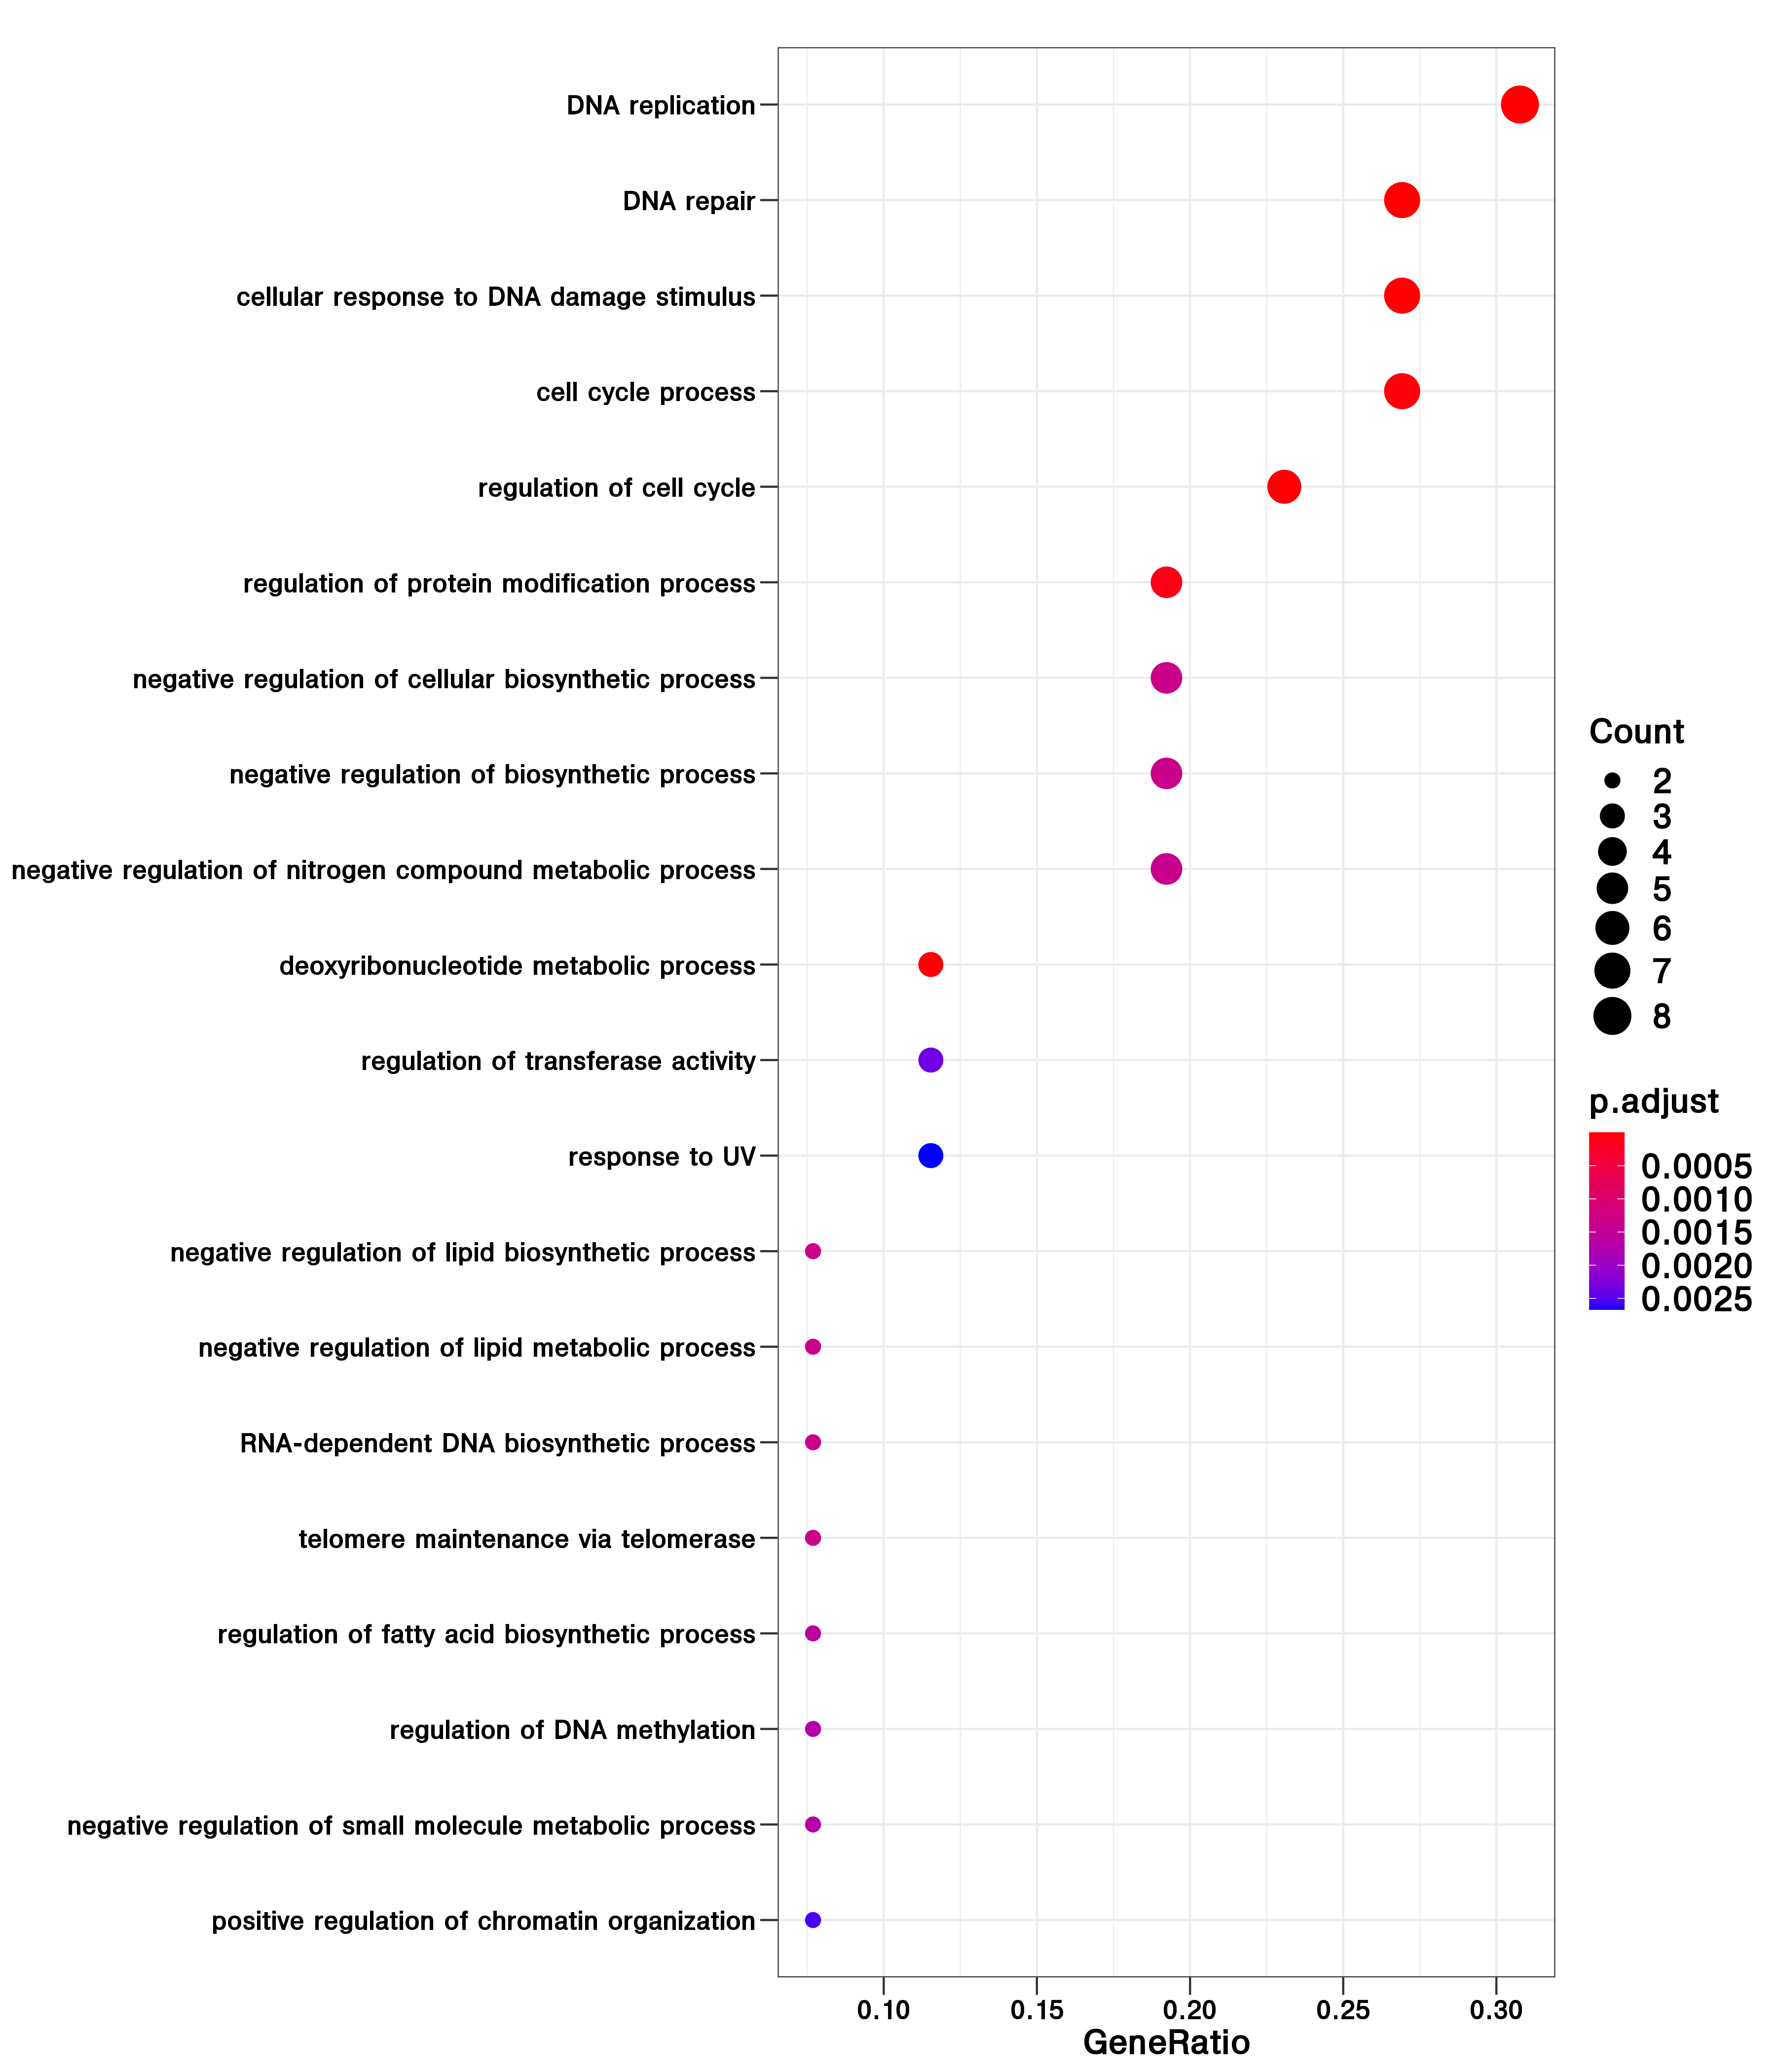 DNA replication
DNA repair
cellular response to DNA damage stimulus
cell cycle process
regulation of cell cycle
regulation of protein modification process
negative regulation of cellular biosynthetic process
negative regulation of biosynthetic process
negative regulation of nitrogen compound metabolic process
deoxyribonucleotide metabolic process
regulation of transferase activity
response to UV
negative regulation of lipid biosynthetic process
negative regulation of lipid metabolic process
RNA-dependent DNA biosynthetic process
telomere maintenance via telomerase
regulation of fatty acid biosynthetic process
regulation of DNA methylation
negative regulation of small molecule metabolic process
positive regulation of chromatin organization
0.10 0.15 0.20 0.25 0.30
GeneRatio
Count
2
3
4
5
6
7
8
p.adjust
0.0005
0.0010
0.0015
0.0020
0.0025